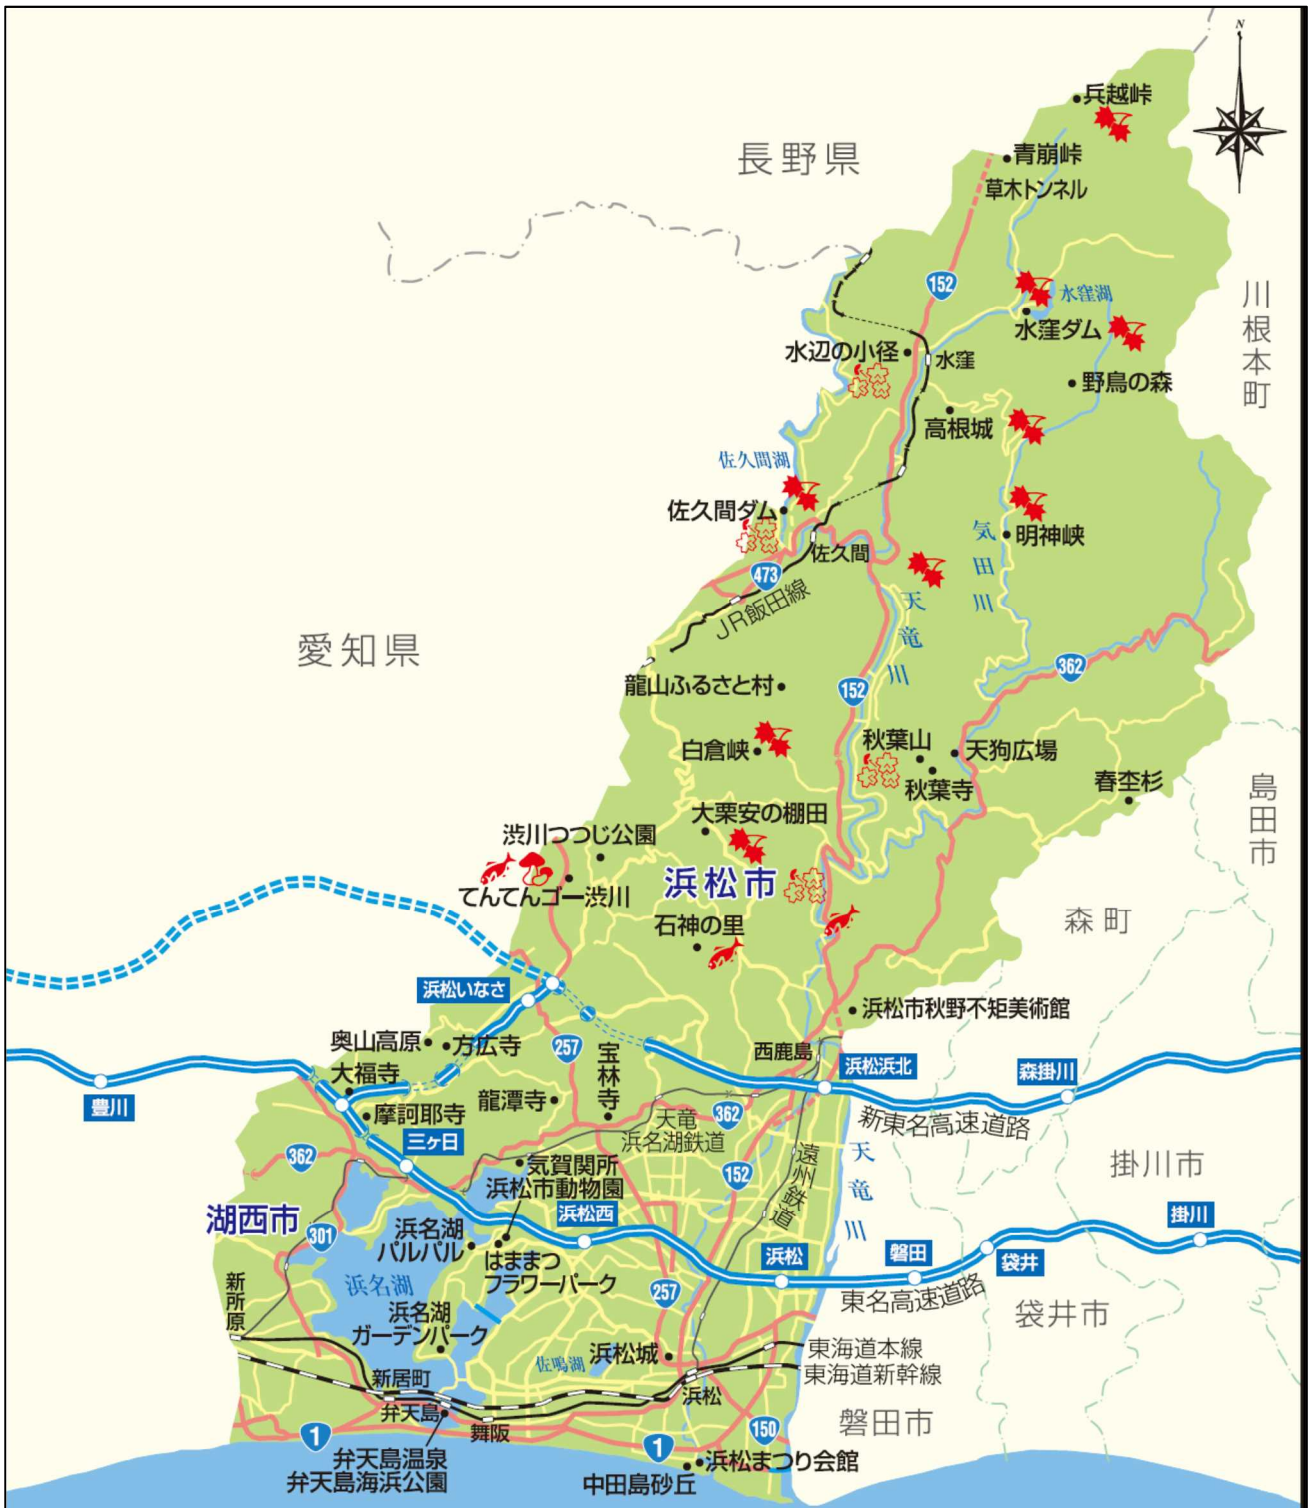 N
兵越峠
青崩峠
草木トンネル
長野県
152
水窪湖
水窪ダム
川根本町
水辺の小径
水窪
野鳥の森
高根城
佐久間湖
佐久間ダム
佐久間
気田川
明神峡
473
JR飯田線
天竜川
愛知県
龍山ふるさと村
152
362
白倉峡
秋葉山
天狗広場
秋葉寺
春埜杉
大栗安の棚田
島田市
渋川つつじ公園
てんてんゴー渋川
浜松市
森町
石神の里
浜松いなさ
浜松市秋野不矩美術館
奥山高原
方広寺
257
宝林寺
西鹿島
浜松浜北
森掛川
大福寺
豊川
摩訶耶寺
龍潭寺
天竜
浜名湖鉄道
362
新東名高速道路
三ヶ日
362
気賀関所
浜松市動物園
152
遠州鉄道
天竜川
掛川市
湖西市
301
浜名湖
パルパル
はままつ
フラワーパーク
浜松西
浜松
磐田
袋井
掛川
東名高速道路
新所原
浜名湖
浜名湖
ガーデンパーク
257
袋井市
佐鳴湖
浜松城
東海道本線
東海道新幹線
新居町
浜松
弁天島
舞阪
磐田市
1
弁天島温泉
弁天島海浜公園
1
150
浜松まつり会館
中田島砂丘